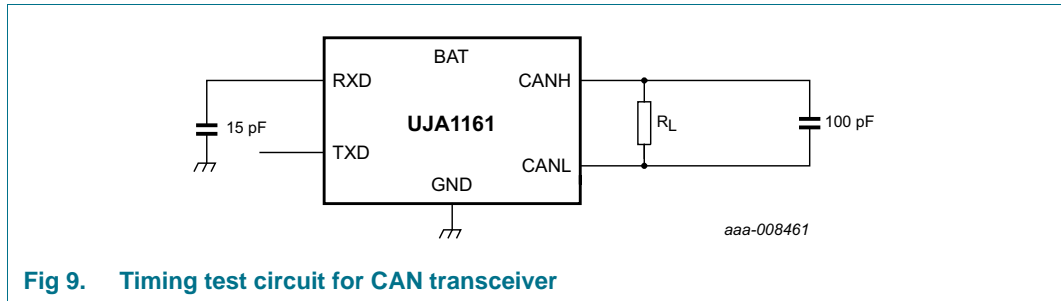 BAT
RXD
CANH
15 pF
UJA1161
RL
100 pF
TXD
CANL
GND
aaa-008461
Fig 9. Timing test circuit for CAN transceiver